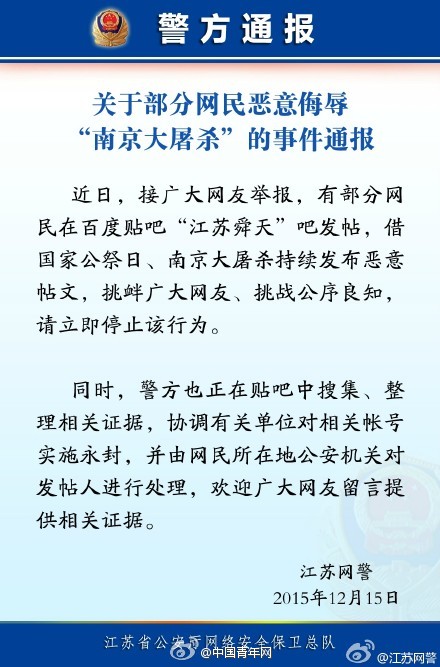 警方通报
关于部分网民恶意侮辱
“南京大屠杀”的事件通报
近日，接广大网友举报，有部分网
民在百度贴吧“江苏舜天”吧发帖，借
国家公祭日、南京大屠杀持续发布恶意
帖文，挑衅广大网友、挑战公序良知，
请立即停止该行为。
同时，警方也正在贴吧中搜集、整
理相关证据，协调有关单位对相关帐号
实施永封，并由网民所在地公安机关对
发帖人进行处理，欢迎广大网友留言提
供相关证据。
江苏网警
2015年12月15日
江苏省公安厅网络安全保卫总队
@中国青年网
@江苏网警